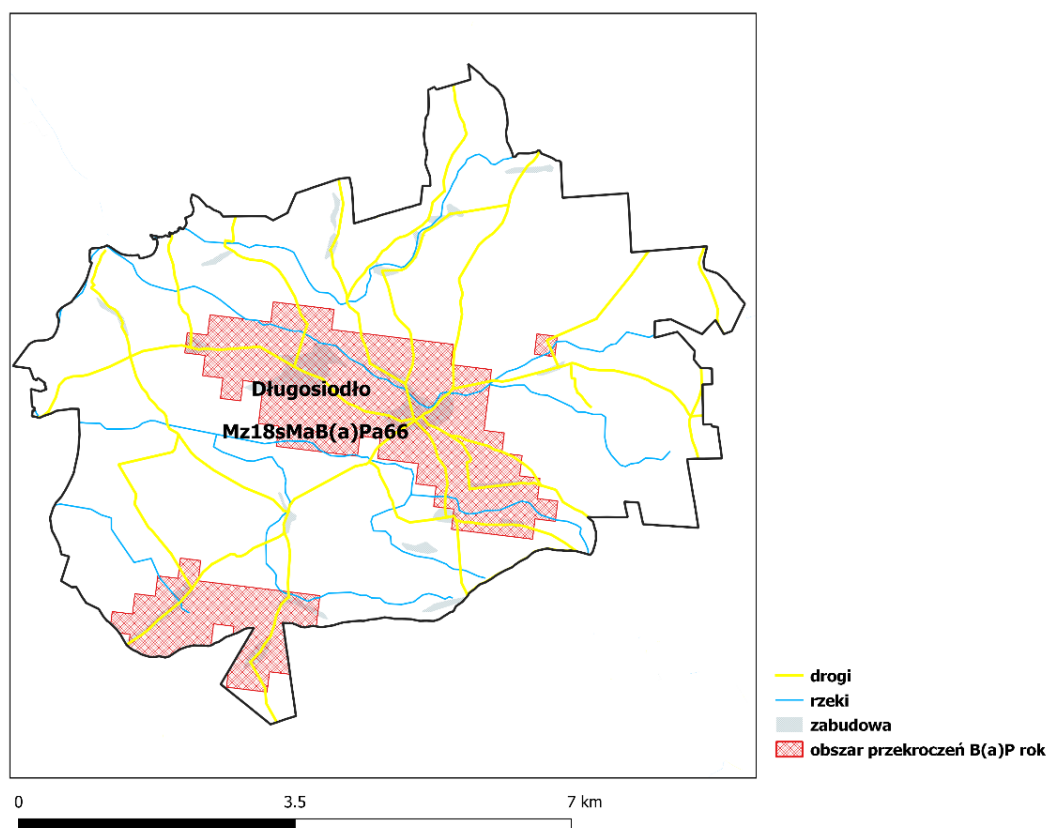 Długosiodło
Mz18sMaB(a)Pa66
drogi
rzeki
zabudowa
obszar przekroczeń B(a)P rok
0 3.5 7 km